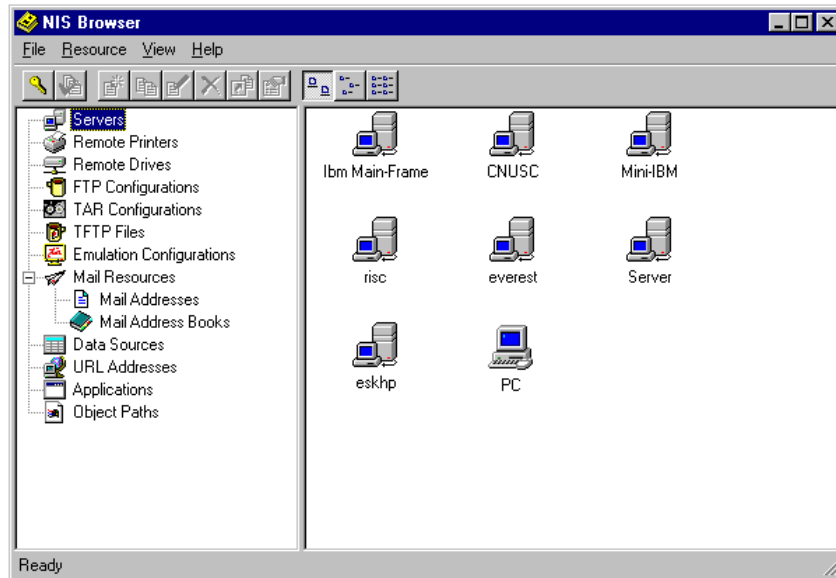 NIS Browser
File Resource View Help
Servers
Remote Printers
Remote Drives
FTP Configurations
TAR Configurations
TFTP Files
Emulation Configurations
Mail Resources
Mail Addresses
Mail Address Books
Data Sources
URL Addresses
Applications
Object Paths
Ibm Main-Frame CNUSC Mini-IBM
risc everest Server
eskhp PC
Ready